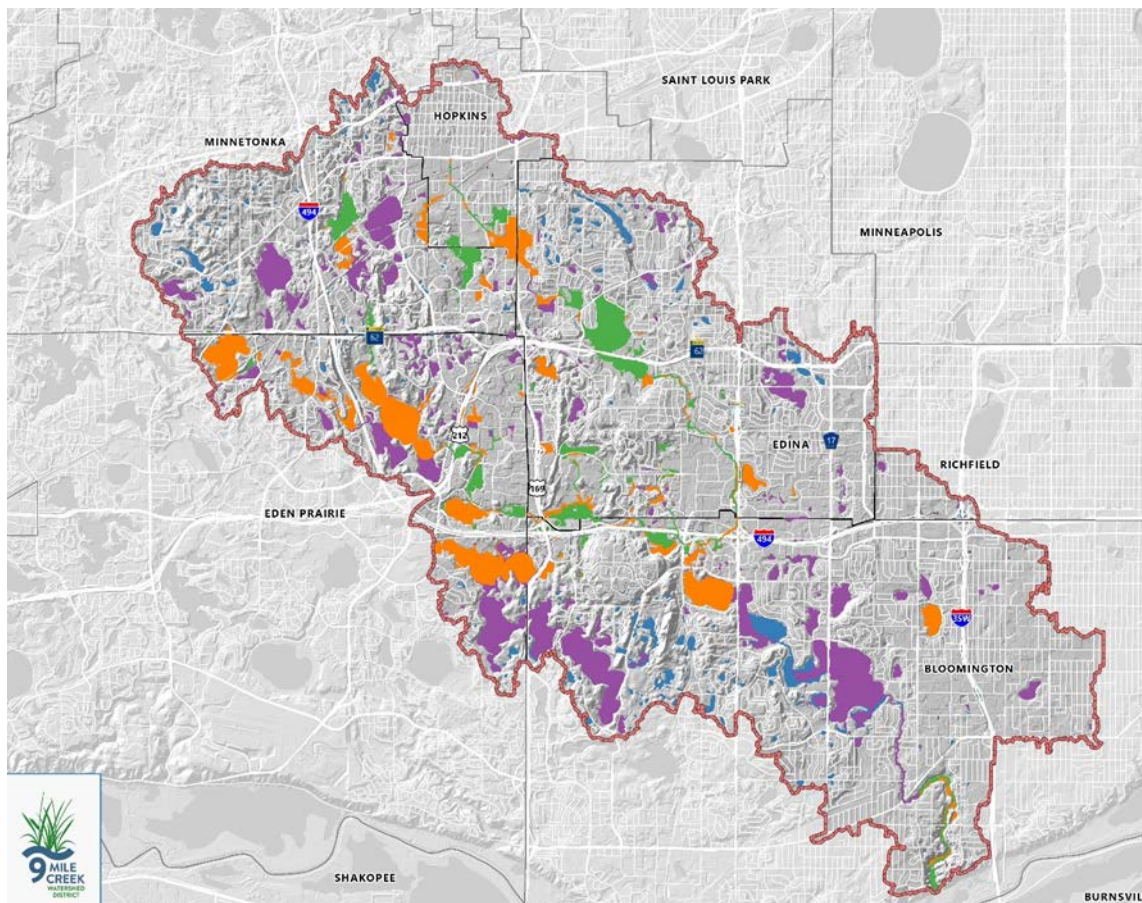 SAINT LOUIS PARK
HOPKINS
MINNETONKA
494
MINNEAPOLIS
62
62
EDINA
17
212
RICHFIELD
169
EDEN PRAIRIE
494
35W
BLOOMINGTON
9 MILE
CREEK
WATERSHED
DISTRICT
SHAKOPEE
BURNSVIL